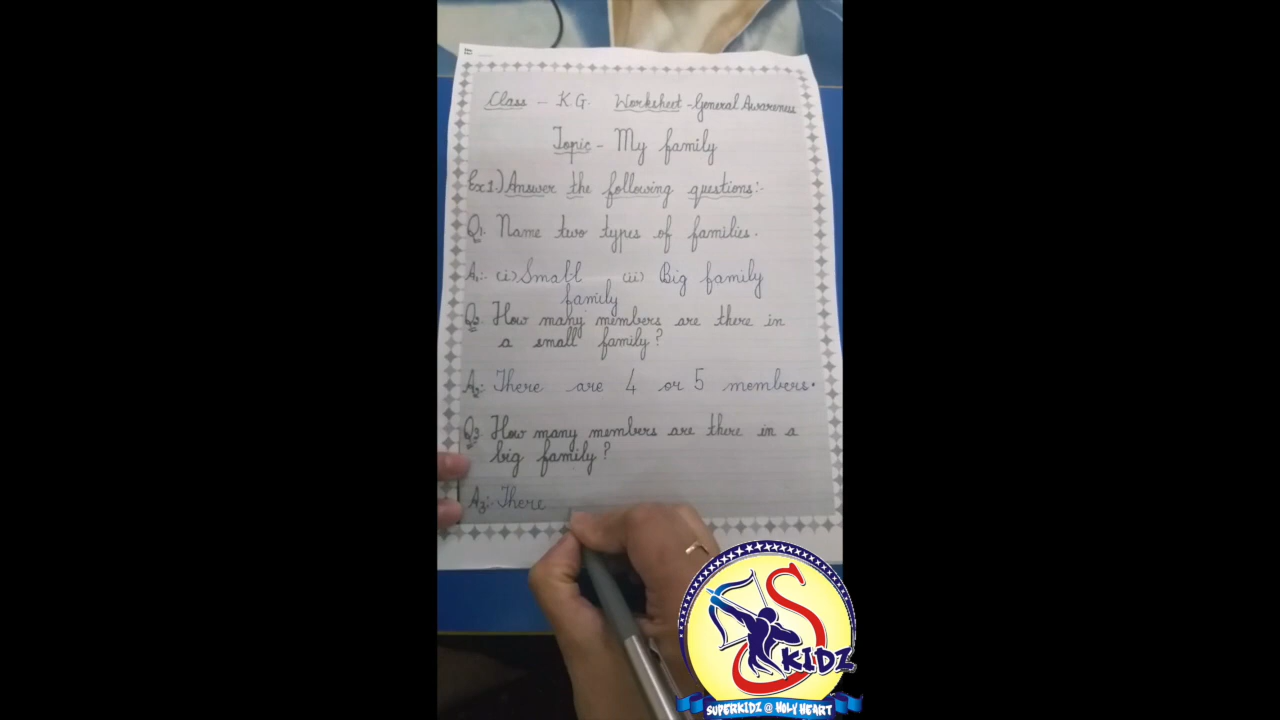 Class - K.G. Worksheet - General Awareness
Topic - My family
Ex1.) Answer the following questions:-
Q1. Name two types of families.
A1:- (i) Small (ii) Big family
family
Q2. How many members are there in
a small family?
A2:- There are 4 or 5 members.
Q3. How many members are there in a
big family?
A3:- There
S
KIDZ
SUPERKIDZ @ HOLY HEART